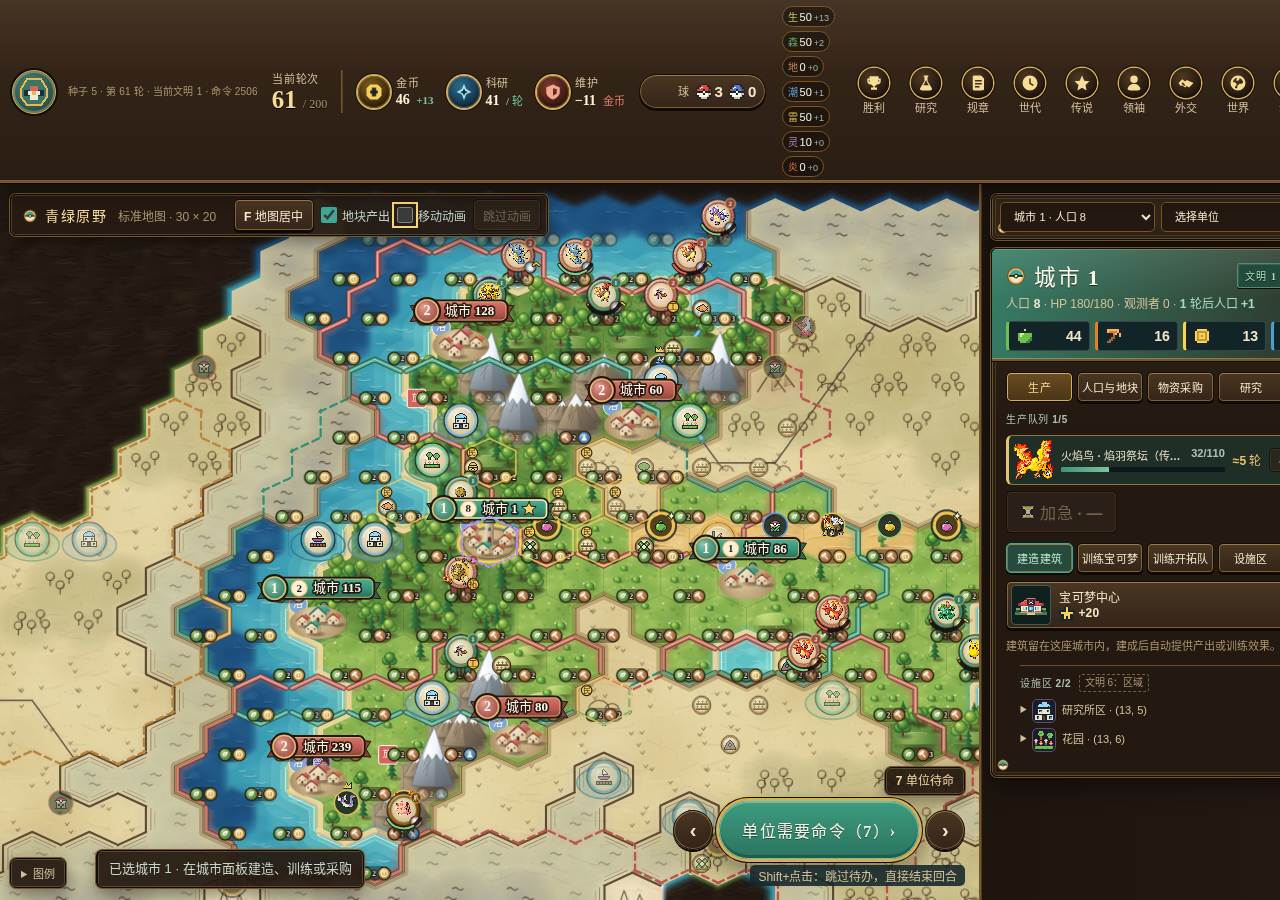 种子 5 · 第 61 轮 · 当前文明 1 · 命令 2506
当前轮次
61 / 200
金币
46 +13
科研
41 / 轮
维护
−11 金币
球 3 0
生 50 +13
森 50 +2
地 0 +0
潮 50 +1
雷 50 +1
灵 10 +0
炎 0 +0
胜利
研究
规章
世代
传说
领袖
外交
世界
青绿原野
标准地图 · 30 × 20
F 地图居中
地块产出
移动动画
跳过动画
2 城市 128
2 城市 60
1 8 城市 1
1 1 城市 86
1 2 城市 115
2 城市 80
2 城市 239
7 单位待命
‹
单位需要命令（7）›
›
Shift+点击：跳过待办，直接结束回合
图例
已选城市 1 · 在城市面板建造、训练或采购
城市 1 · 人口 8
选择单位
城市 1
文明 1
人口 8 · HP 180/180 · 观测者 0 · 1 轮后人口 +1
44
16
13
生产
人口与地块
物资采购
研究
生产队列 1/5
火焰鸟 · 焰羽祭坛（传…
32/110
≈5 轮
加急 · —
建造建筑
训练宝可梦
训练开拓队
设施区
宝可梦中心
+20
建筑留在这座城市内，建成后自动提供产出或训练效果。
设施区 2/2
文明 6：区域
研究所区 · (13, 5)
花园 · (13, 6)